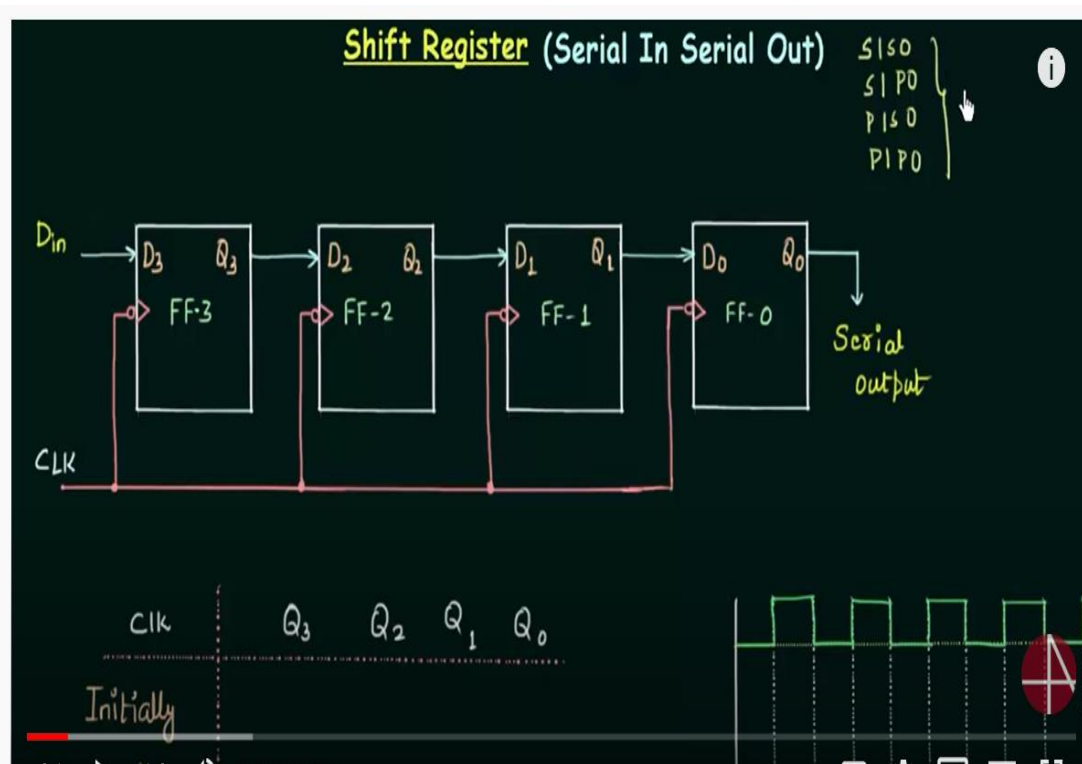 Shift Register (Serial In Serial Out)
SISO
SIPO
PISO
PIPO
Din
D3 Q3
D2 Q2
D1 Q1
D0 Q0
FF-3
FF-2
FF-1
FF-0
Serial
output
CLK
Clk Q3 Q2 Q1 Q0
Initially